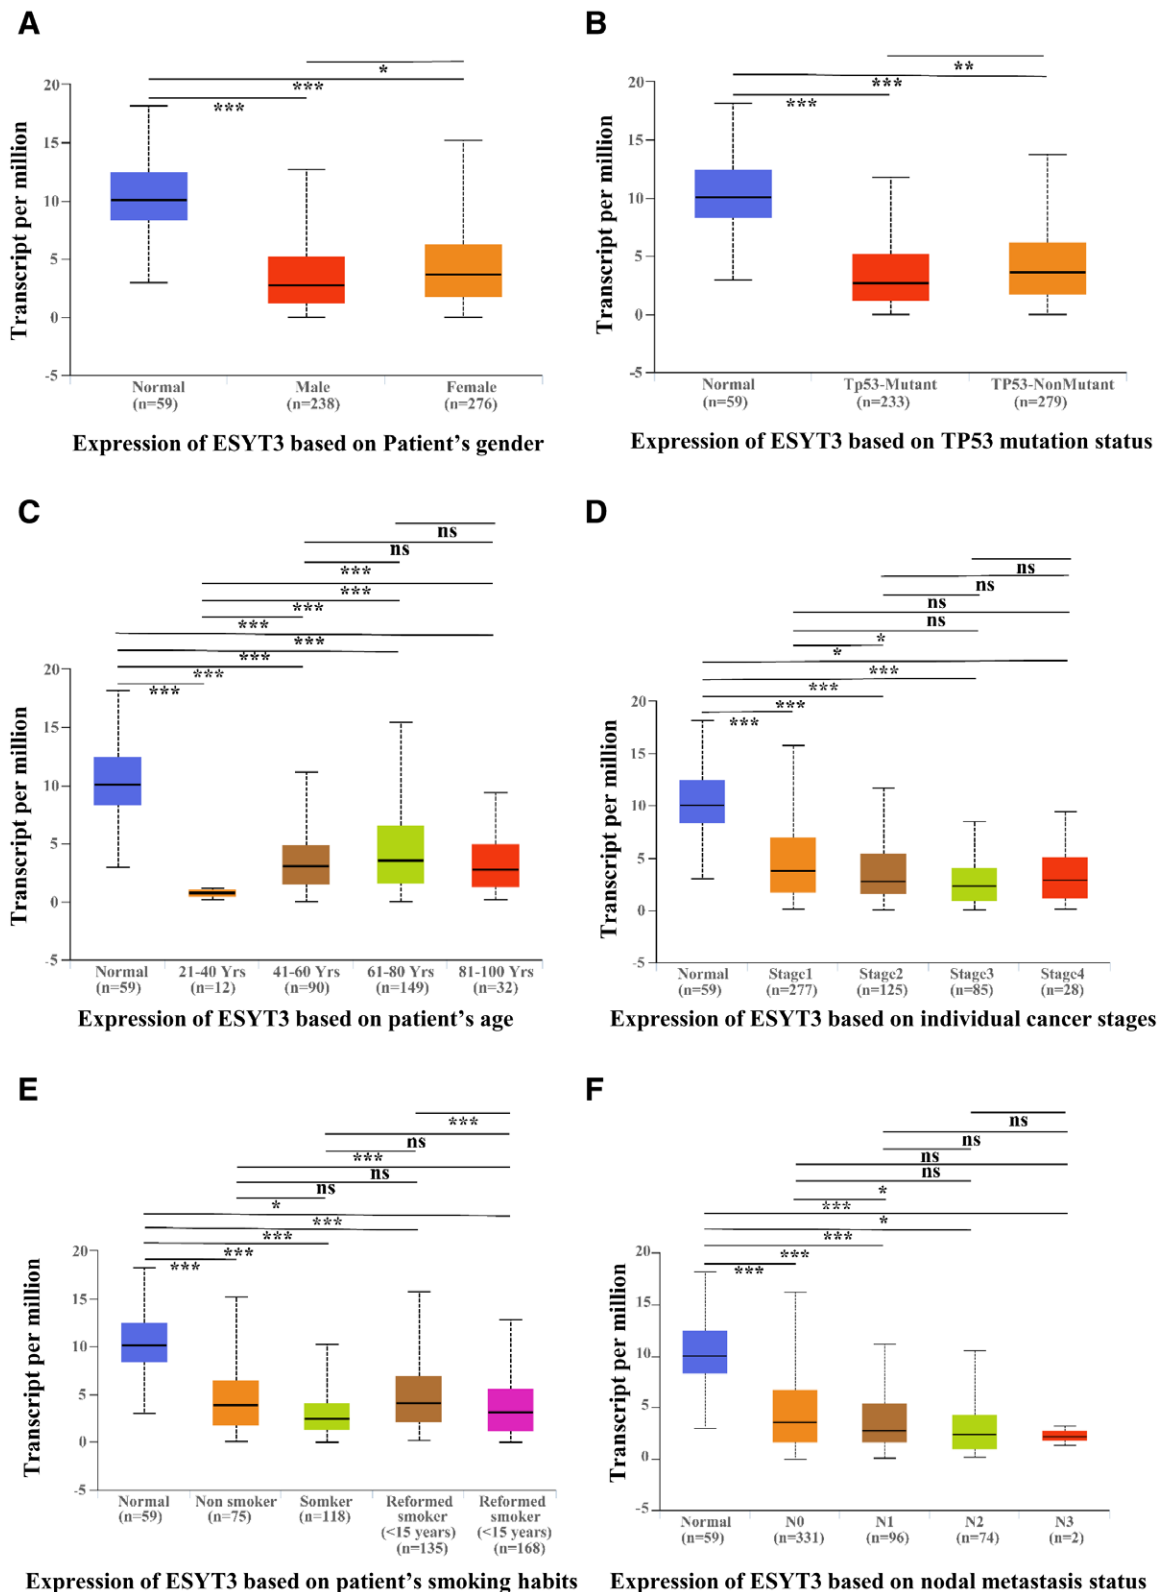 A
*
***
***
20
15
10
5
0
-5
Transcript per million
Normal
(n=59)
Male
(n=238)
Female
(n=276)
Expression of ESYT3 based on Patient's gender
B
**
***
***
20
15
10
5
0
-5
Transcript per million
Normal
(n=59)
Tp53-Mutant
(n=233)
TP53-NonMutant
(n=279)
Expression of ESYT3 based on TP53 mutation status
C
ns
ns
***
***
***
***
***
***
***
***
20
15
10
5
0
-5
Transcript per million
Normal
(n=59)
21-40 Yrs
(n=12)
41-60 Yrs
(n=90)
61-80 Yrs
(n=149)
81-100 Yrs
(n=32)
Expression of ESYT3 based on patient's age
D
ns
ns
ns
ns
*
*
***
***
***
***
20
15
10
5
0
-5
Transcript per million
Normal
(n=59)
Stage1
(n=277)
Stage2
(n=125)
Stage3
(n=85)
Stage4
(n=28)
Expression of ESYT3 based on individual cancer stages
E
***
ns
***
ns
ns
*
***
***
***
***
20
15
10
5
0
-5
Transcript per million
Normal
(n=59)
Non smoker
(n=75)
Somker
(n=118)
Reformed
smoker
(<15 years)
(n=135)
Reformed
smoker
(<15 years)
(n=168)
Expression of ESYT3 based on patient's smoking habits
F
ns
ns
ns
ns
*
***
*
***
***
***
20
15
10
5
0
-5
Transcript per million
Normal
(n=59)
N0
(n=331)
N1
(n=96)
N2
(n=74)
N3
(n=2)
Expression of ESYT3 based on nodal metastasis status